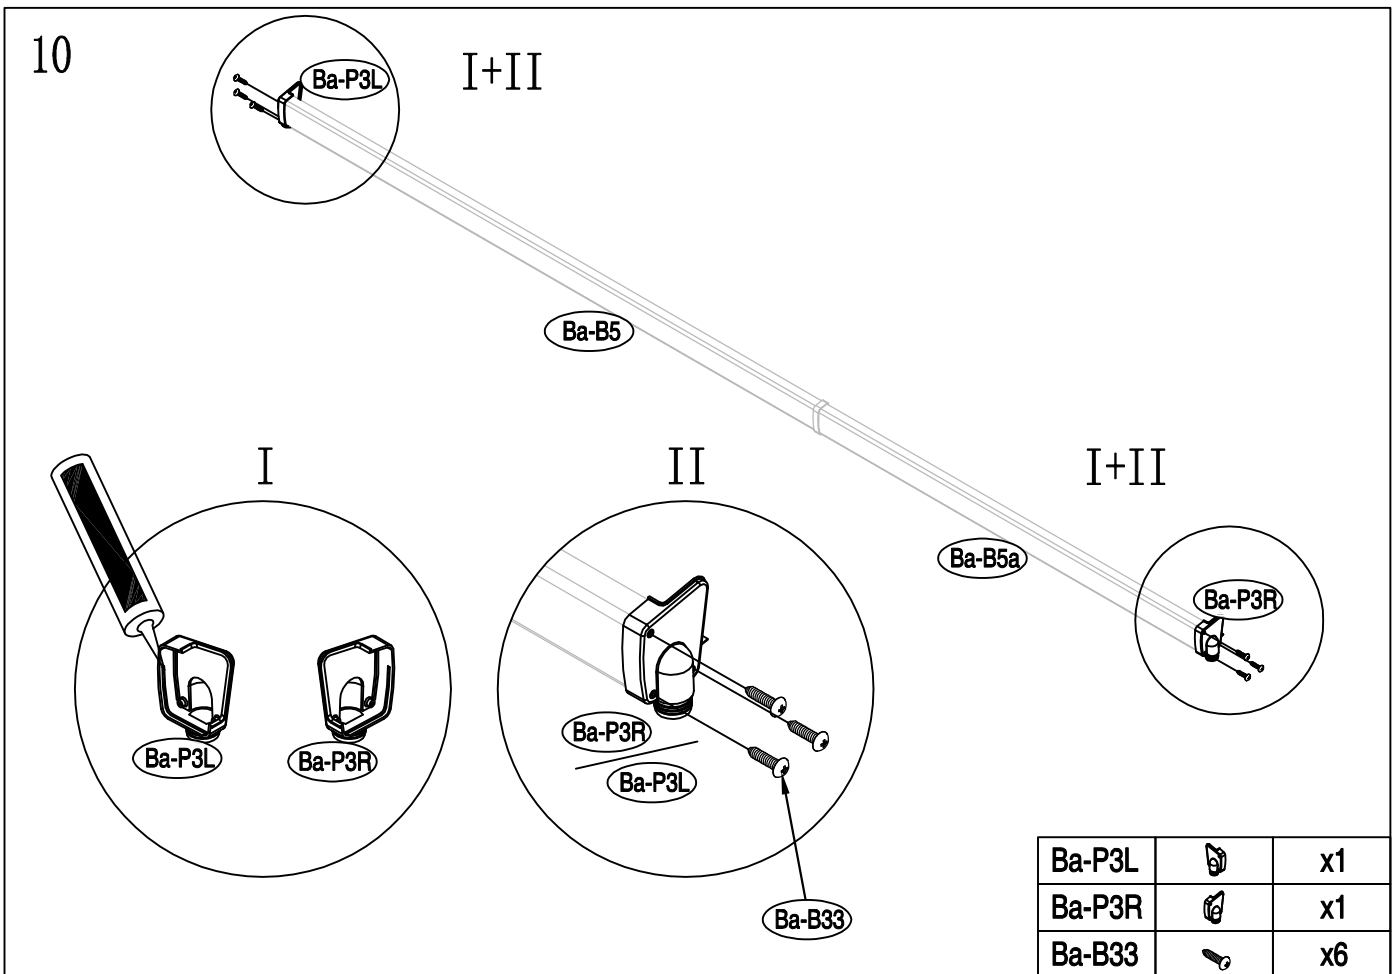 10
I+II
Ba-P3L
Ba-B5
I+II
Ba-B5a
Ba-P3R
I
Ba-P3L
Ba-P3R
II
Ba-P3R
Ba-P3L
Ba-B33
Ba-P3L x1
Ba-P3R x1
Ba-B33 x6